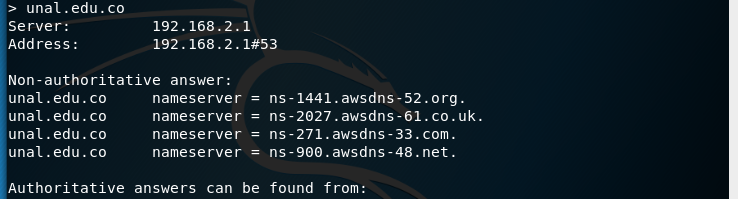 > unal.edu.co
Server:		192.168.2.1
Address:	192.168.2.1#53

Non-authoritative answer:
unal.edu.co	nameserver = ns-1441.awsdns-52.org.
unal.edu.co	nameserver = ns-2027.awsdns-61.co.uk.
unal.edu.co	nameserver = ns-271.awsdns-33.com.
unal.edu.co	nameserver = ns-900.awsdns-48.net.

Authoritative answers can be found from: